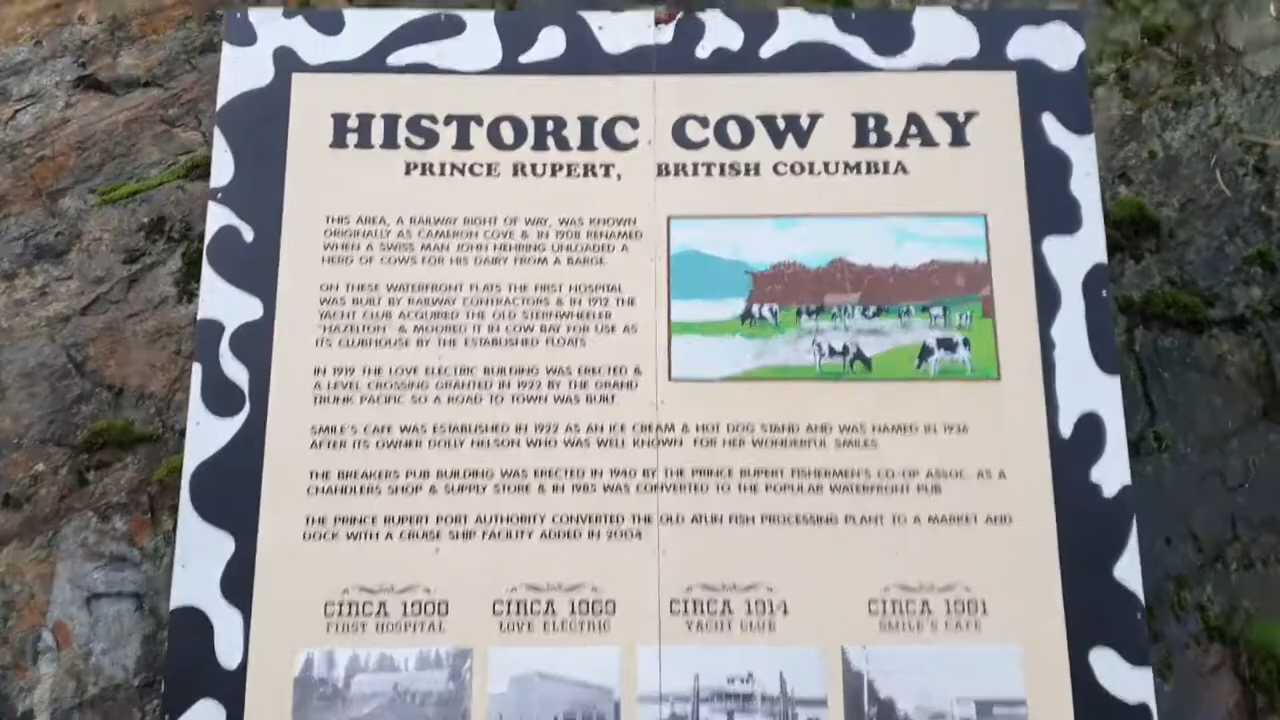 HISTORIC COW BAY
PRINCE RUPERT, BRITISH COLUMBIA
THIS AREA, A RAILWAY RIGHT OF WAY, WAS KNOWN
ORIGINALLY AS CAMERON COVE & IN 1908 RENAMED
WHEN A SWISS MAN JOHN NEHRING UNLOADED A
HERD OF COWS FOR HIS DAIRY FROM A BARGE.
ON THESE WATERFRONT FLATS THE FIRST HOSPITAL
WAS BUILT BY RAILWAY CONTRACTORS & IN 1912 THE
YACHT CLUB ACQUIRED THE OLD STERNWHEELER
"HAZELTON" & MOORED IT IN COW BAY FOR USE AS
ITS CLUBHOUSE BY THE ESTABLISHED FLOATS.
IN 1919 THE LOVE ELECTRIC BUILDING WAS ERECTED &
A LEVEL CROSSING GRANTED IN 1922 BY THE GRAND
TRUNK PACIFIC SO A ROAD TO TOWN WAS BUILT.
SMILE'S CAFE WAS ESTABLISHED IN 1922 AS AN ICE CREAM & HOT DOG STAND AND WAS NAMED IN 1936
AFTER ITS OWNER DOLLY NELSON WHO WAS WELL KNOWN FOR HER WONDERFUL SMILES.
THE BREAKERS PUB BUILDING WAS ERECTED IN 1940 BY THE PRINCE RUPERT FISHERMEN'S CO-OP ASSOC. AS A
CHANDLERS SHOP & SUPPLY STORE & IN 1985 WAS CONVERTED TO THE POPULAR WATERFRONT PUB
THE PRINCE RUPERT PORT AUTHORITY CONVERTED THE OLD ATLIN FISH PROCESSING PLANT TO A MARKET AND
DOCK WITH A CRUISE SHIP FACILITY ADDED IN 2004
CIRCA 1908
FIRST HOSPITAL
CIRCA 1969
LOVE ELECTRIC
CIRCA 1914
YACHT CLUB
CIRCA 1981
SMILE'S CAFE